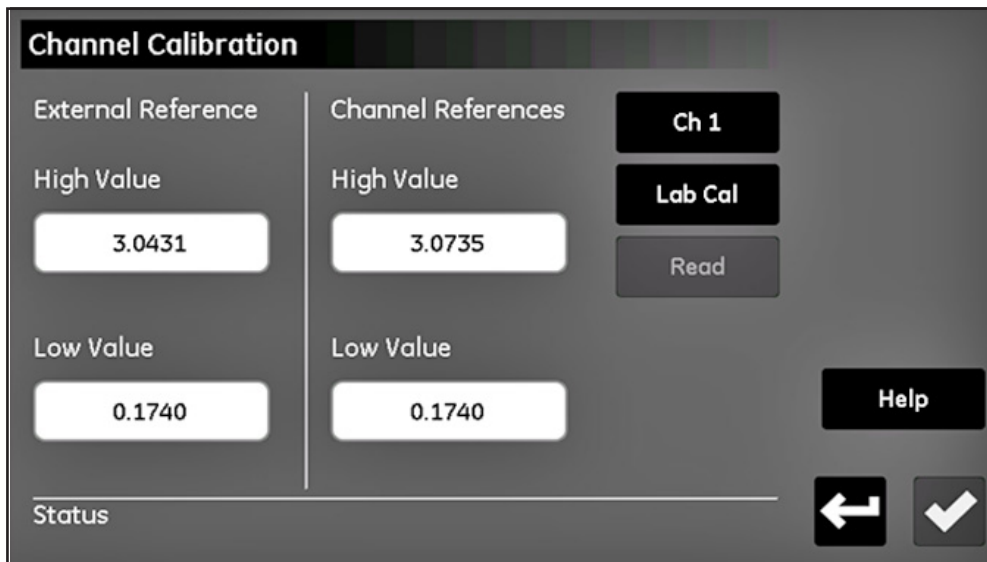 Channel Calibration
External Reference
Channel References
Ch 1
High Value
High Value
Lab Cal
3.0431
3.0735
Read
Low Value
Low Value
0.1740
0.1740
Help
Status